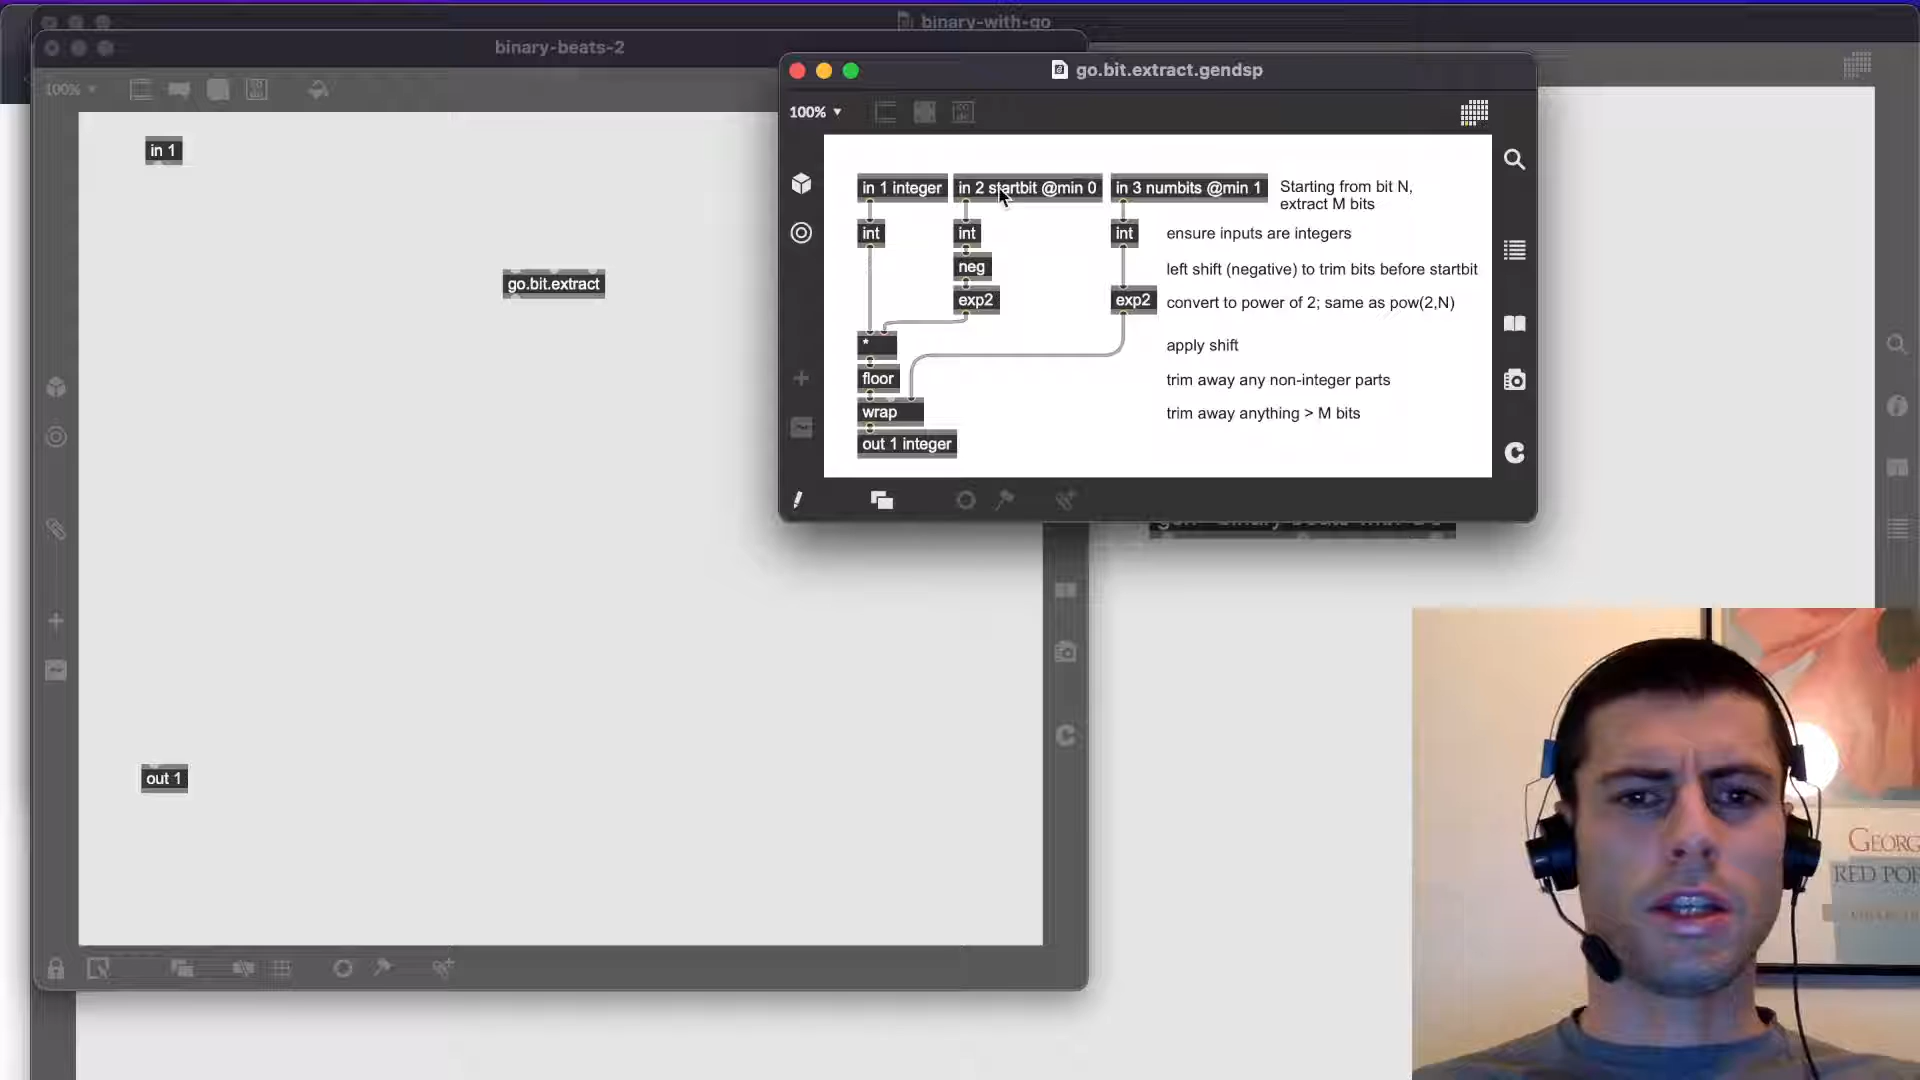 binary-with-go
binary-beats-2
100%
in 1
go.bit.extract
out 1
go.bit.extract.gendsp
100%
in 1 integer
in 2 startbit @min 0
in 3 numbits @min 1
Starting from bit N,
extract M bits
int
int
int
ensure inputs are integers
neg
left shift (negative) to trim bits before startbit
exp2
exp2
convert to power of 2; same as pow(2,N)
*
apply shift
floor
trim away any non-integer parts
wrap
trim away anything > M bits
out 1 integer
GEORG
RED POP